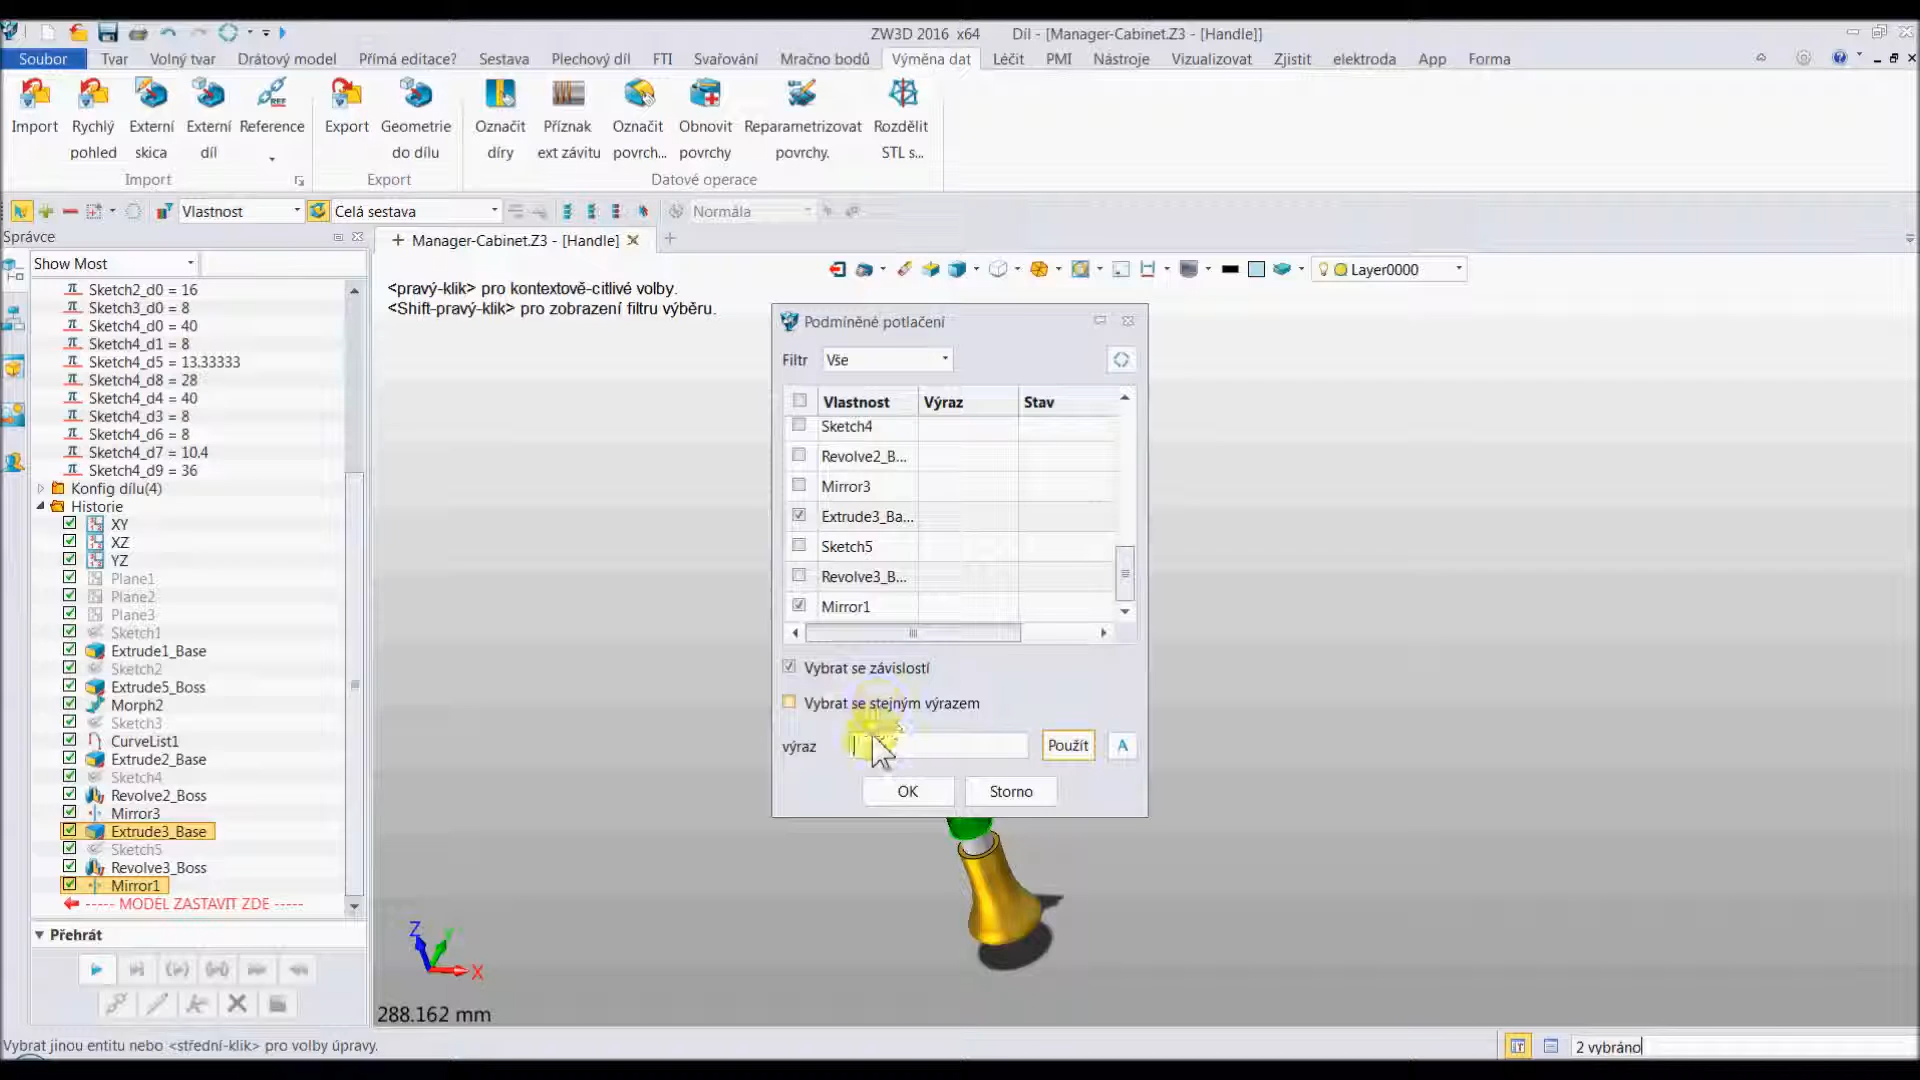 ZW3D 2016 x64 Díl - [Manager-Cabinet.Z3 - [Handle]]
Soubor Tvar Volný tvar Drátový model Přímá editace? Sestava Plechový díl FTI Svařování Mračno bodů Výměna dat Léčit PMI Nástroje Vizualizovat Zjistit elektroda App Forma
Import Rychlý pohled Externí skica Externí díl Reference Export Geometrie do dílu Označit díry Příznak ext závitu Označit povrch... Obnovit povrchy Reparametrizovat povrchy. Rozdělit STL s...
Import Export Datové operace
Vlastnost Celá sestava Normála
Správce
Manager-Cabinet.Z3 - [Handle]
Show Most
Layer0000
<pravý-klik> pro kontextově-citlivé volby.
<Shift-pravý-klik> pro zobrazení filtru výběru.
Sketch2_d0 = 16
Sketch3_d0 = 8
Sketch4_d0 = 40
Sketch4_d1 = 8
Sketch4_d5 = 13.33333
Sketch4_d8 = 28
Sketch4_d4 = 40
Sketch4_d3 = 8
Sketch4_d6 = 8
Sketch4_d7 = 10.4
Sketch4_d9 = 36
Konfig dílu(4)
Historie
XY
XZ
YZ
Plane1
Plane2
Plane3
Sketch1
Extrude1_Base
Sketch2
Extrude5_Boss
Morph2
Sketch3
CurveList1
Extrude2_Base
Sketch4
Revolve2_Boss
Mirror3
Extrude3_Base
Sketch5
Revolve3_Boss
Mirror1
----- MODEL ZASTAVIT ZDE -----
Přehrát
Podmíněné potlačení
Filtr Vše
Vlastnost Výraz Stav
Sketch4
Revolve2_B...
Mirror3
Extrude3_Ba...
Sketch5
Revolve3_B...
Mirror1
Vybrat se závislostí
Vybrat se stejným výrazem
výraz Použít A
OK Storno
Z Y X
288.162 mm
Vybrat jinou entitu nebo <střední-klik> pro volby úpravy.
2 vybráno